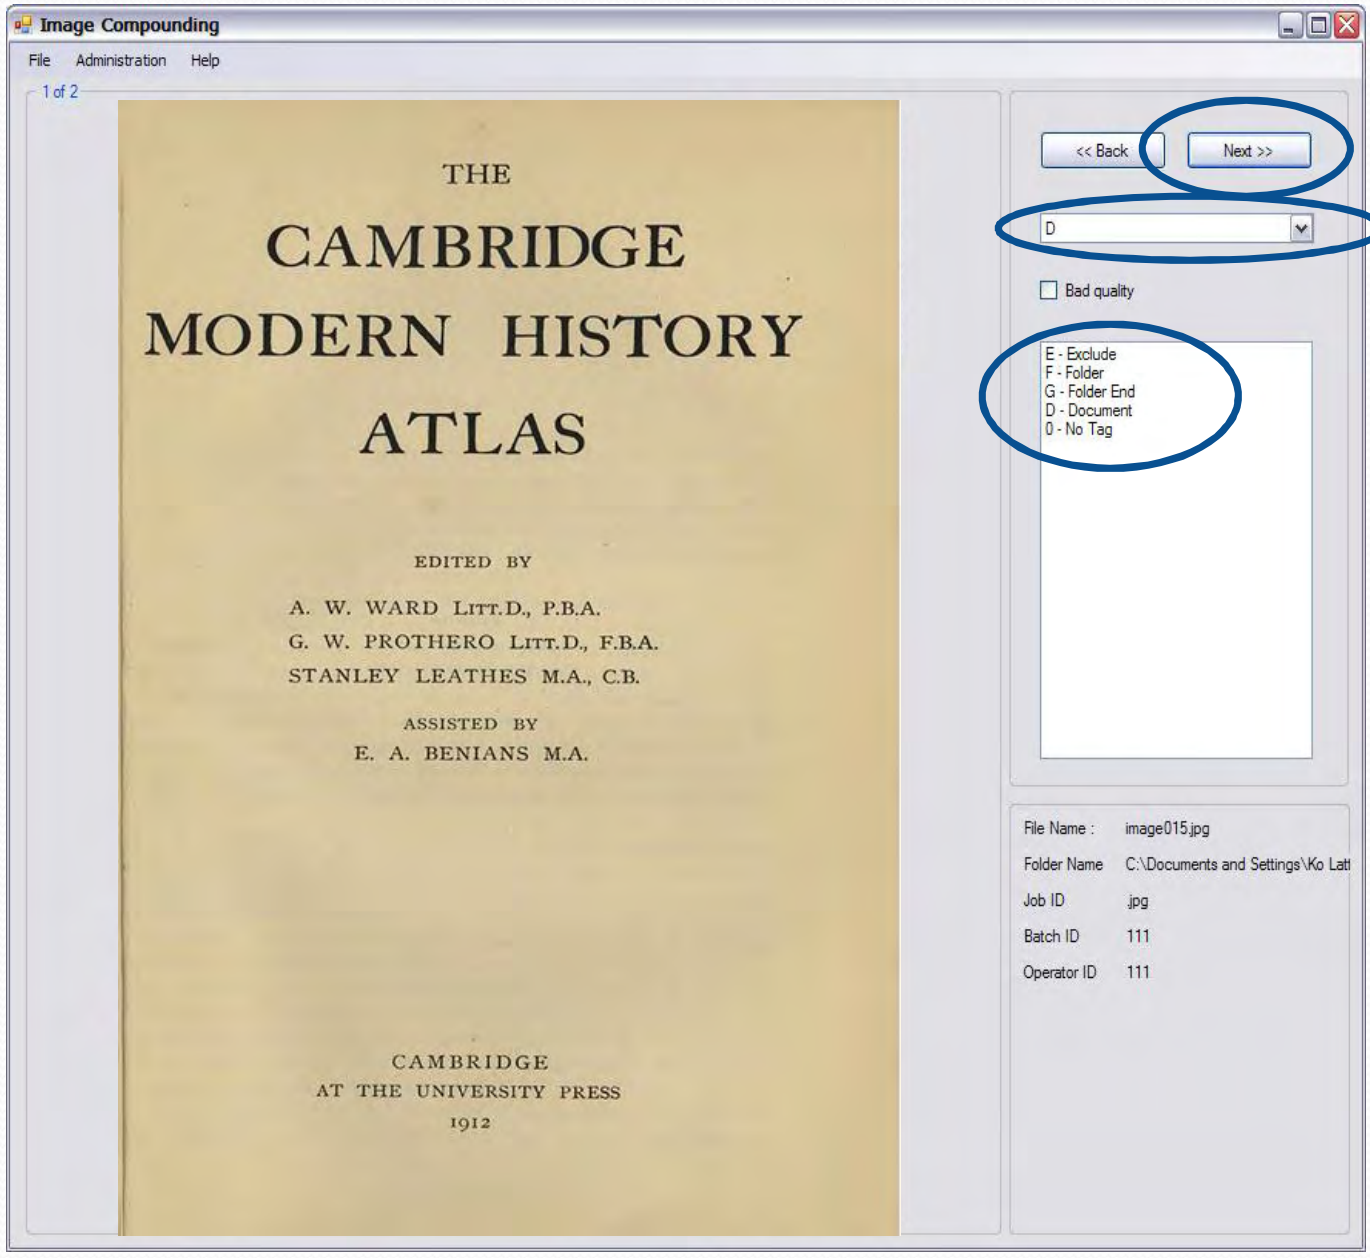 Image Compounding
File Administration Help
1 of 2
THE
CAMBRIDGE
MODERN HISTORY
ATLAS
EDITED BY
A. W. WARD LITT.D., P.B.A.
G. W. PROTHERO LITT.D., F.B.A.
STANLEY LEATHES M.A., C.B.
ASSISTED BY
E. A. BENIANS M.A.
CAMBRIDGE
AT THE UNIVERSITY PRESS
1912
<< Back Next >>
D
Bad quality
E - Exclude
F - Folder
G - Folder End
D - Document
0 - No Tag
File Name : image015.jpg
Folder Name C:\Documents and Settings\Ko Latt
Job ID .jpg
Batch ID 111
Operator ID 111